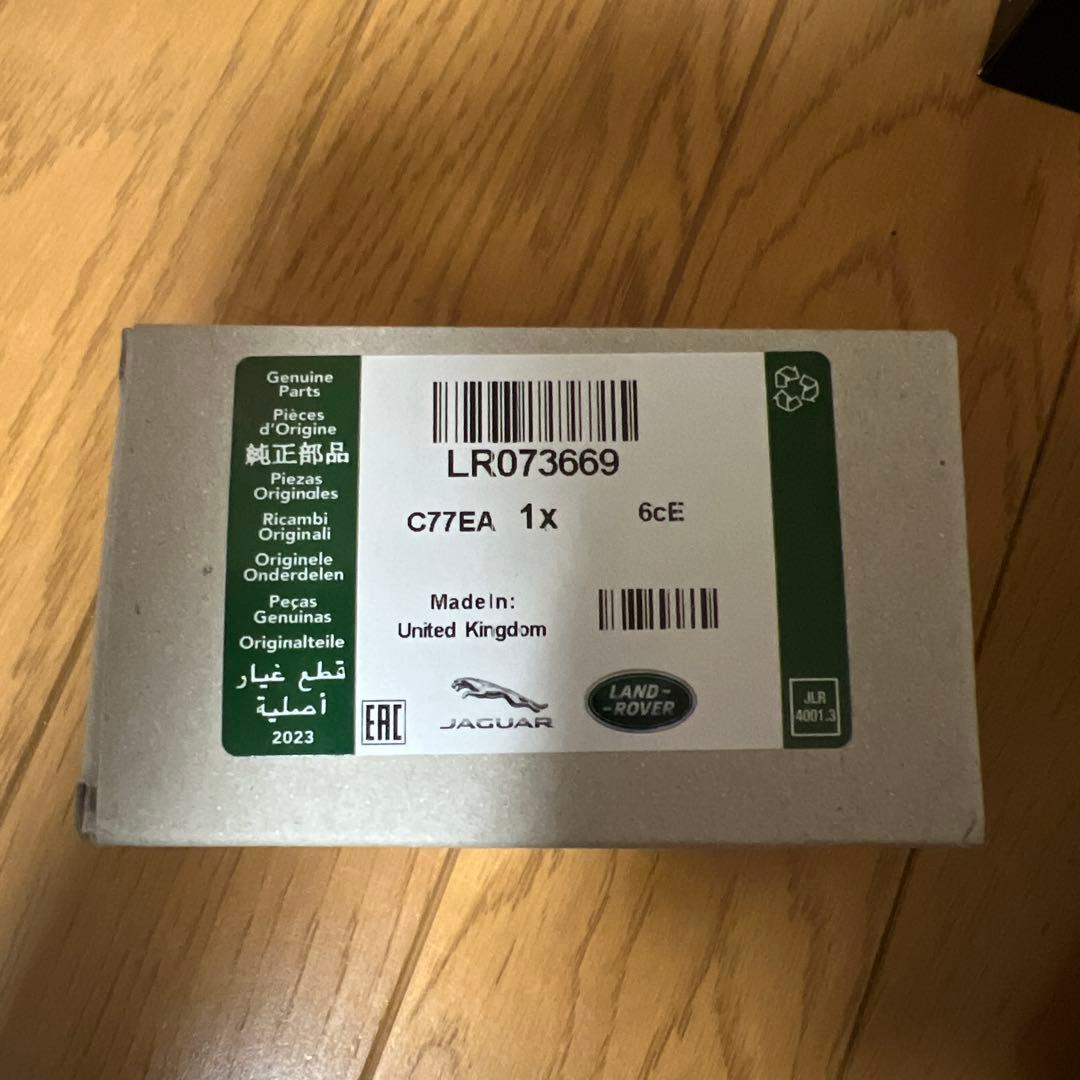 Genuine
Parts
Pièces
d'Origine
純正部品
Piezas
Originales
Ricambi
Originali
Originele
Onderdelen
Peças
Genuinas
Originalteile
قطع غيار
أصلية
2023
LR073669
C77EA 1x 6cE
MadeIn:
United Kingdom
EAC
JAGUAR
LAND-
-ROVER
JLR
4001.3